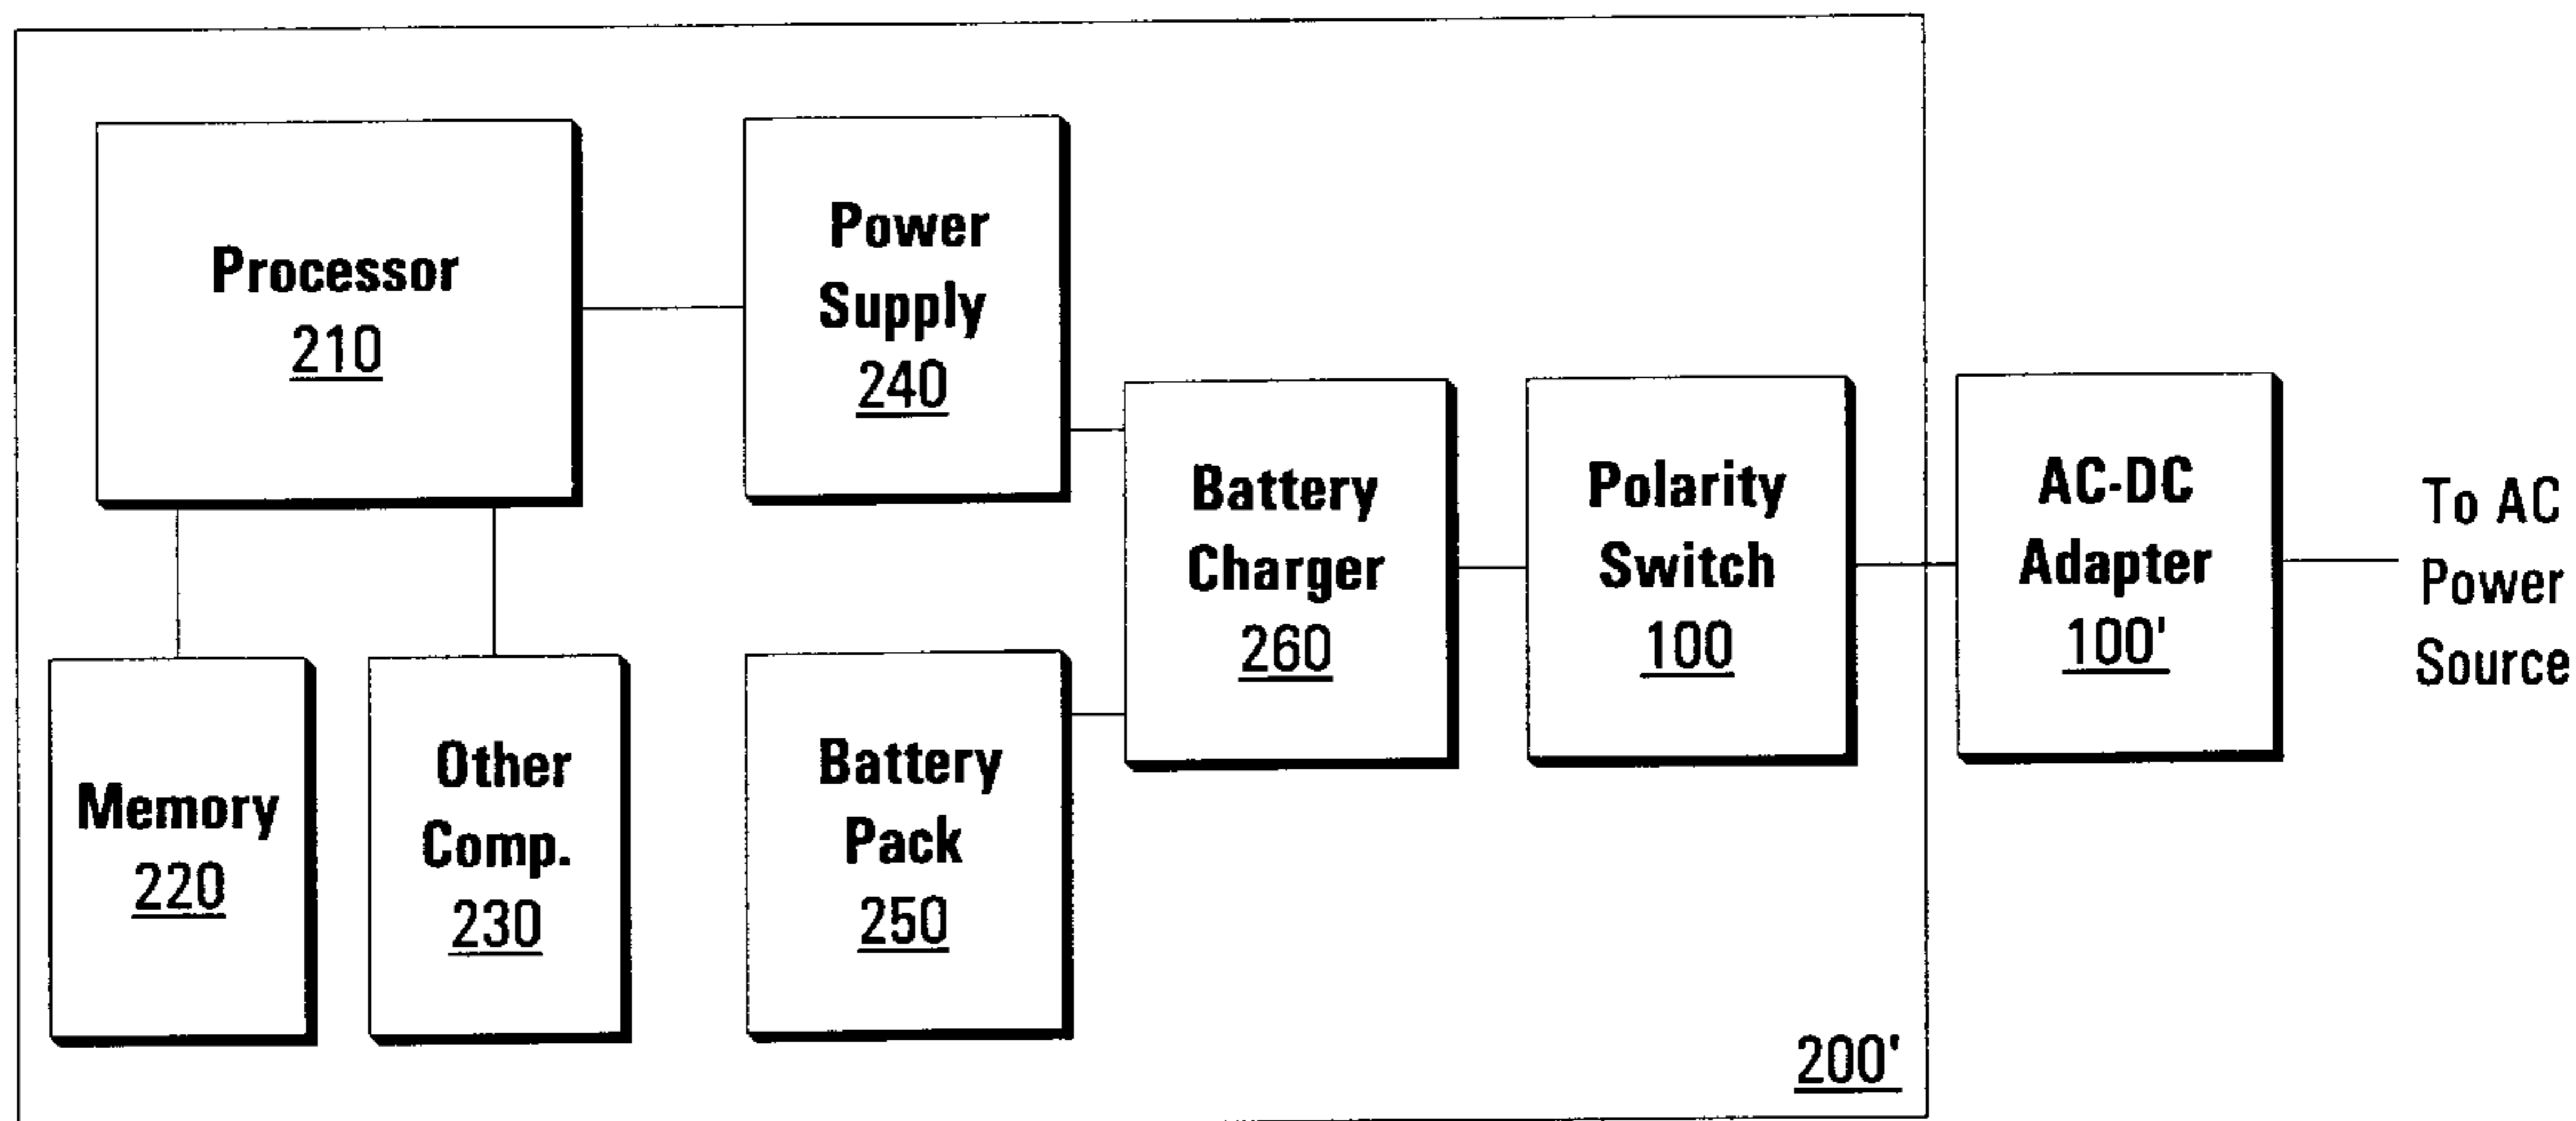 Processor
210
Power
Supply
240
Battery
Charger
260
Polarity
Switch
100
AC-DC
Adapter
100'
To AC
Power
Source
Memory
220
Other
Comp.
230
Battery
Pack
250
200'